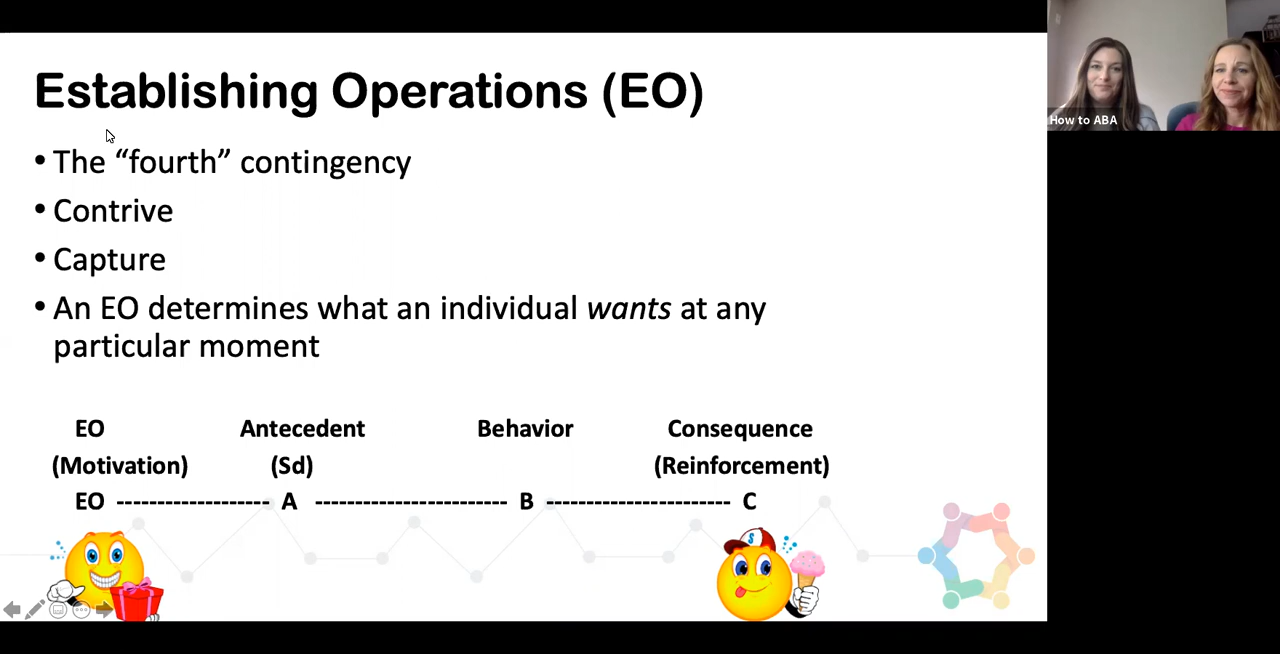 Establishing Operations (EO)
• The “fourth” contingency
• Contrive
• Capture
• An EO determines what an individual wants at any
particular moment
EO Antecedent Behavior Consequence
(Motivation) (Sd) (Reinforcement)
EO ------------------- A ------------------------ B ----------------------- C
S
How to ABA